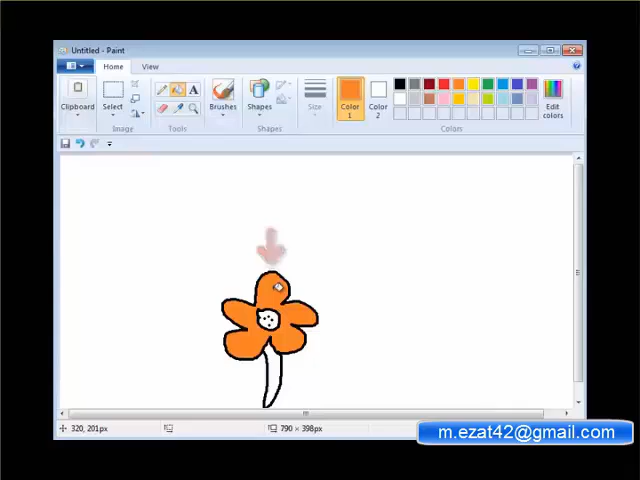 Untitled - Paint
Home View
Clipboard
Select
Image
A
Tools
Brushes
Shapes
Shapes
Size
Color 1
Color 2
Colors
Edit colors
320, 201px
790 × 398px
m.ezat42@gmail.com